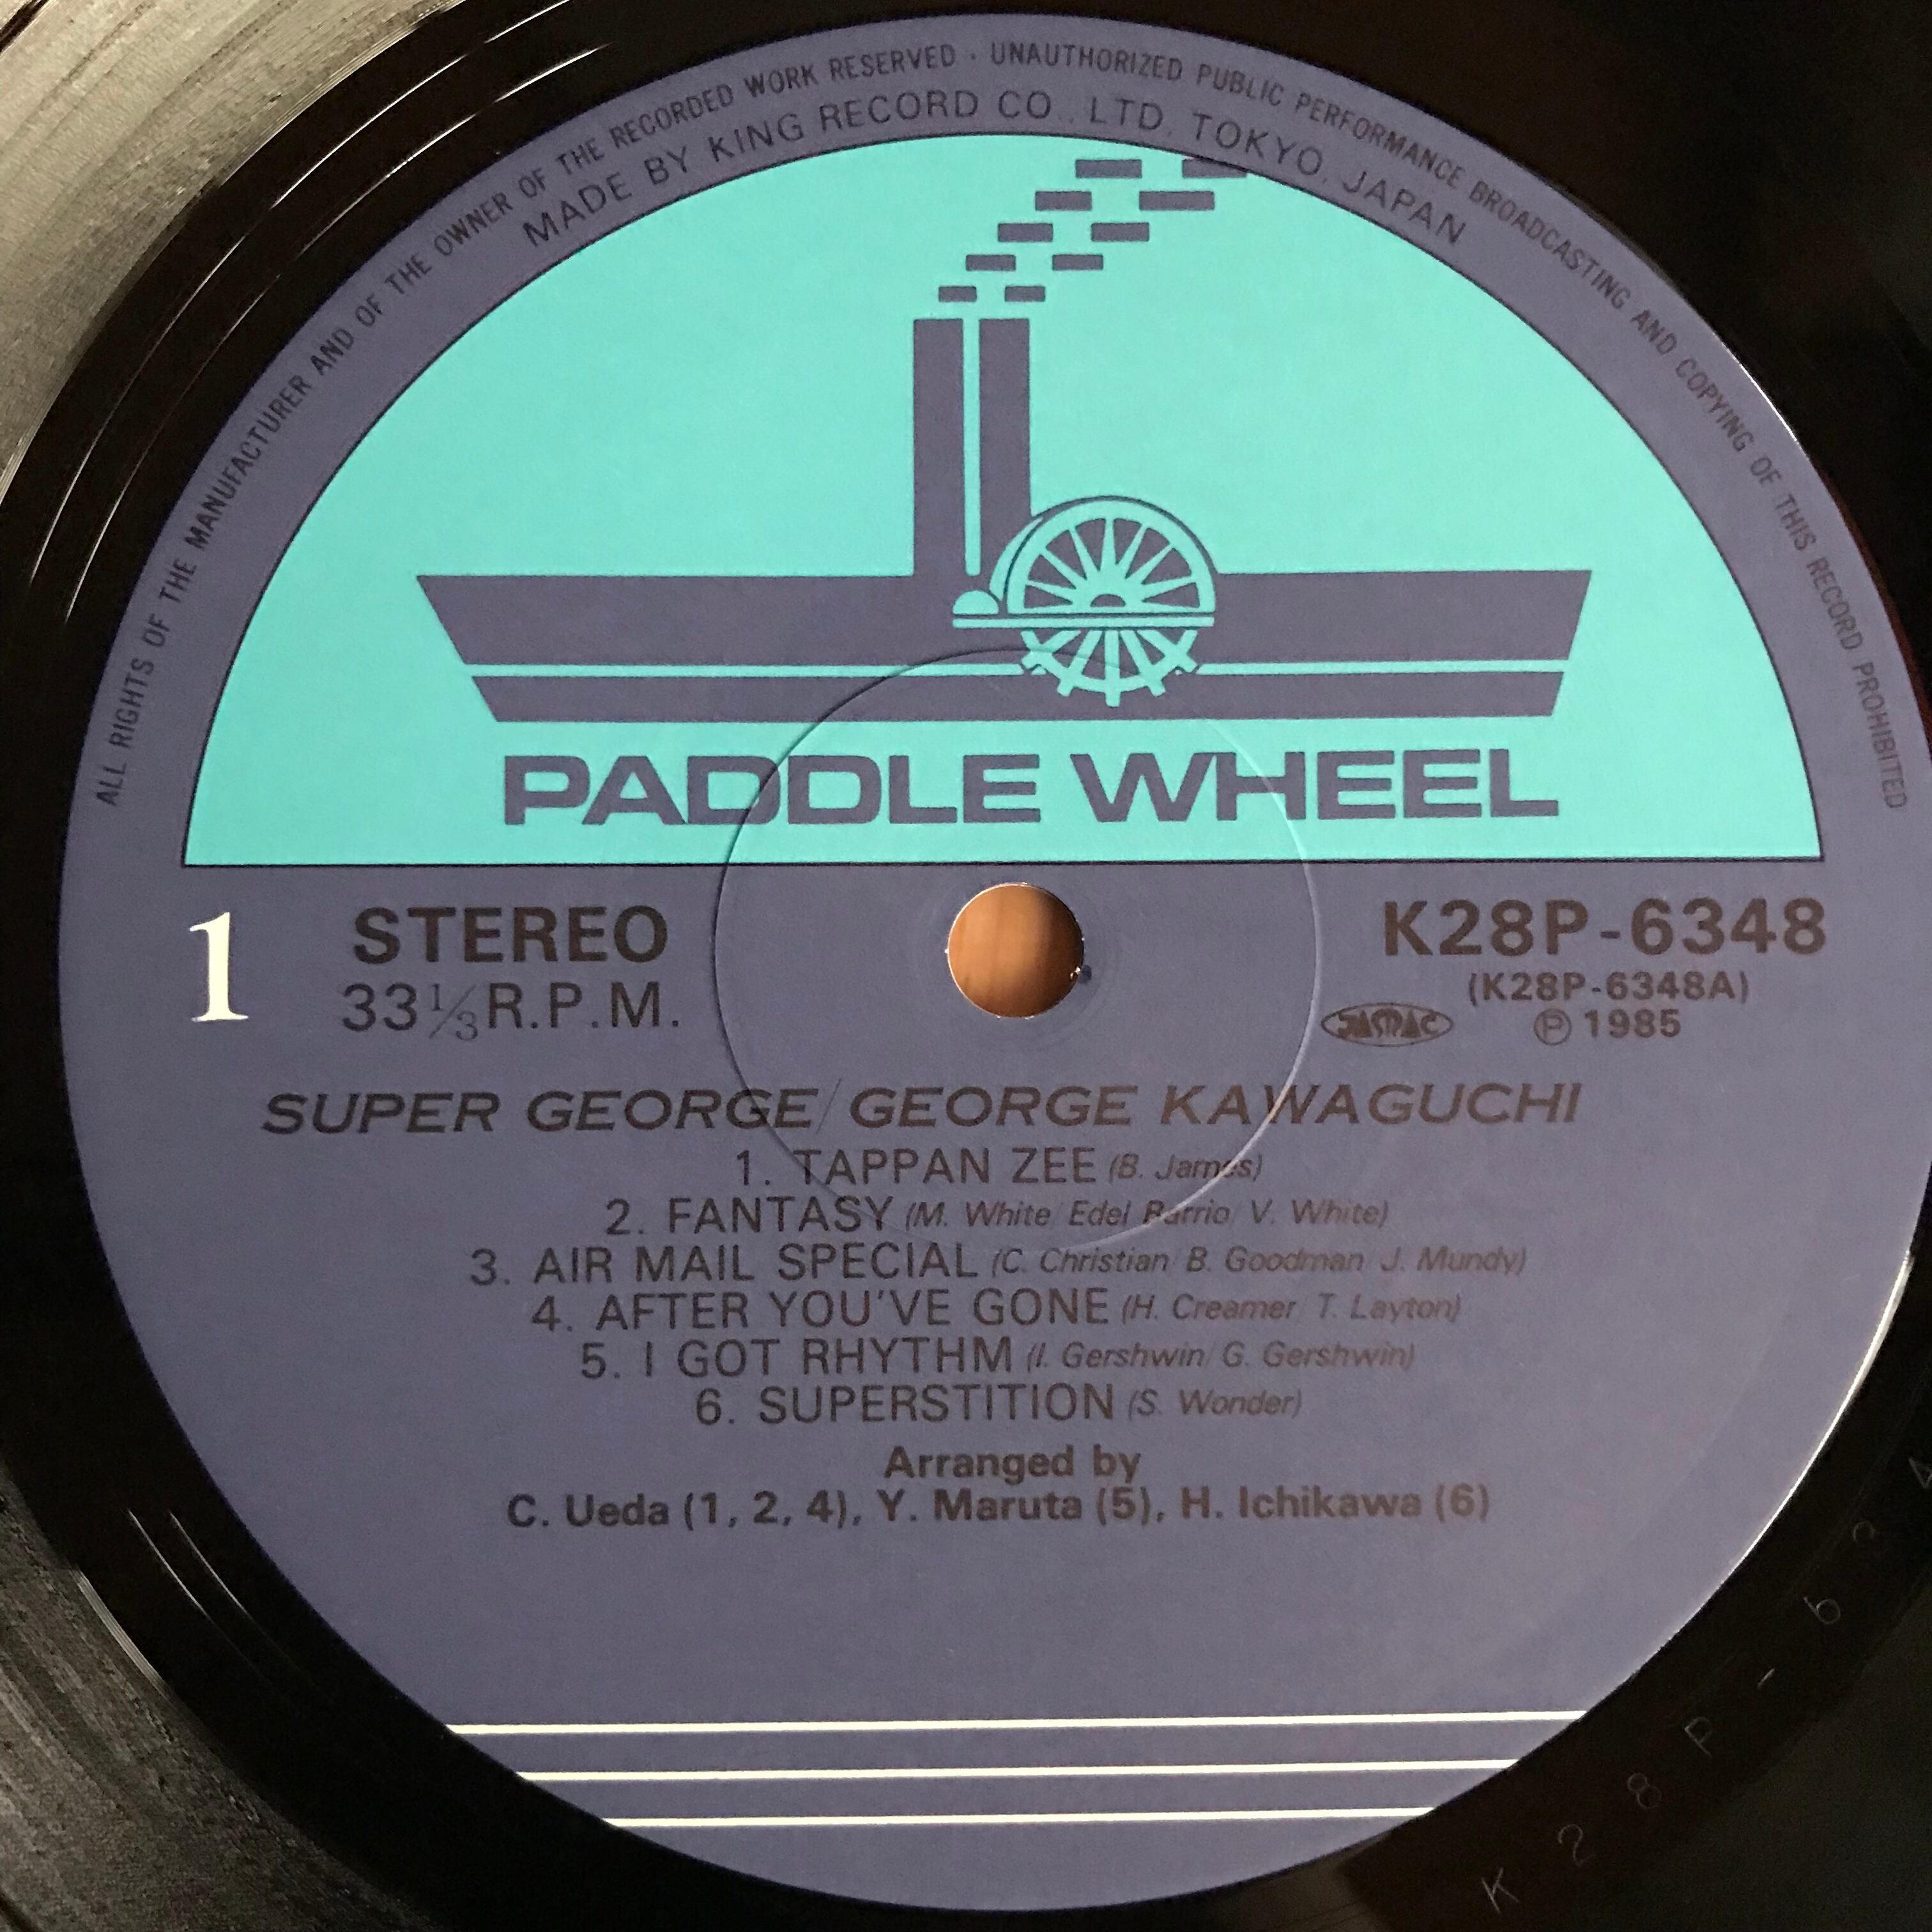 ALL RIGHTS OF THE MANUFACTURER AND OF THE OWNER OF THE RECORDED WORK RESERVED · UNAUTHORIZED PUBLIC PERFORMANCE BROADCASTING AND COPYING OF THIS RECORD PROHIBITED
MADE BY KING RECORD CO., LTD. TOKYO, JAPAN
PADDLE WHEEL
1
STEREO
33⅓ R.P.M.
K28P-6348
(K28P-6348A)
JASRAC ℗ 1985
SUPER GEORGE/GEORGE KAWAGUCHI
1. TAPPAN ZEE (B. James)
2. FANTASY (M. White/Edel Barrio/V. White)
3. AIR MAIL SPECIAL (C. Christian/B. Goodman/J. Mundy)
4. AFTER YOU'VE GONE (H. Creamer/T. Layton)
5. I GOT RHYTHM (I. Gershwin/G. Gershwin)
6. SUPERSTITION (S. Wonder)
Arranged by
C. Ueda (1, 2, 4), Y. Maruta (5), H. Ichikawa (6)
K28P-634